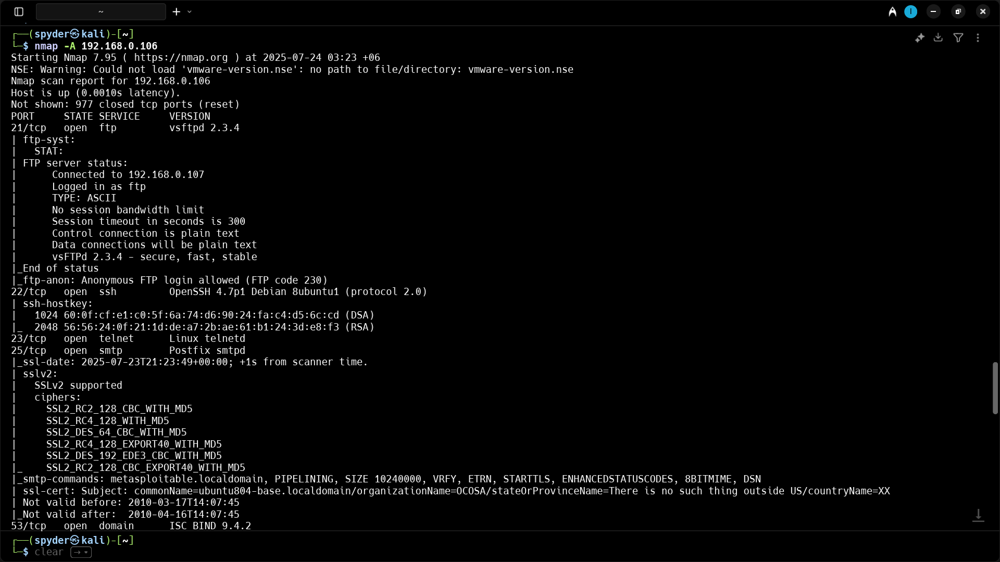 ~
┌──(spyder㉿kali)-[~]
└─$ nmap -A 192.168.0.106
Starting Nmap 7.95 ( https://nmap.org ) at 2025-07-24 03:23 +06
NSE: Warning: Could not load 'vmware-version.nse': no path to file/directory: vmware-version.nse
Nmap scan report for 192.168.0.106
Host is up (0.0010s latency).
Not shown: 977 closed tcp ports (reset)
PORT     STATE SERVICE     VERSION
21/tcp   open  ftp         vsftpd 2.3.4
| ftp-syst:
|   STAT:
| FTP server status:
|      Connected to 192.168.0.107
|      Logged in as ftp
|      TYPE: ASCII
|      No session bandwidth limit
|      Session timeout in seconds is 300
|      Control connection is plain text
|      Data connections will be plain text
|      vsFTPd 2.3.4 - secure, fast, stable
|_End of status
|_ftp-anon: Anonymous FTP login allowed (FTP code 230)
22/tcp   open  ssh         OpenSSH 4.7p1 Debian 8ubuntu1 (protocol 2.0)
| ssh-hostkey:
|   1024 60:0f:cf:e1:c0:5f:6a:74:d6:90:24:fa:c4:d5:6c:cd (DSA)
|_  2048 56:56:24:0f:21:1d:de:a7:2b:ae:61:b1:24:3d:e8:f3 (RSA)
23/tcp   open  telnet      Linux telnetd
25/tcp   open  smtp        Postfix smtpd
|_ssl-date: 2025-07-23T21:23:49+00:00; +1s from scanner time.
| sslv2:
|   SSLv2 supported
|   ciphers:
|     SSL2_RC2_128_CBC_WITH_MD5
|     SSL2_RC4_128_WITH_MD5
|     SSL2_DES_64_CBC_WITH_MD5
|     SSL2_RC4_128_EXPORT40_WITH_MD5
|     SSL2_DES_192_EDE3_CBC_WITH_MD5
|_    SSL2_RC2_128_CBC_EXPORT40_WITH_MD5
|_smtp-commands: metasploitable.localdomain, PIPELINING, SIZE 10240000, VRFY, ETRN, STARTTLS, ENHANCEDSTATUSCODES, 8BITMIME, DSN
| ssl-cert: Subject: commonName=ubuntu804-base.localdomain/organizationName=OCOSA/stateOrProvinceName=There is no such thing outside US/countryName=XX
| Not valid before: 2010-03-17T14:07:45
|_Not valid after:  2010-04-16T14:07:45
53/tcp   open  domain      ISC BIND 9.4.2
┌──(spyder㉿kali)-[~]
└─$ clear